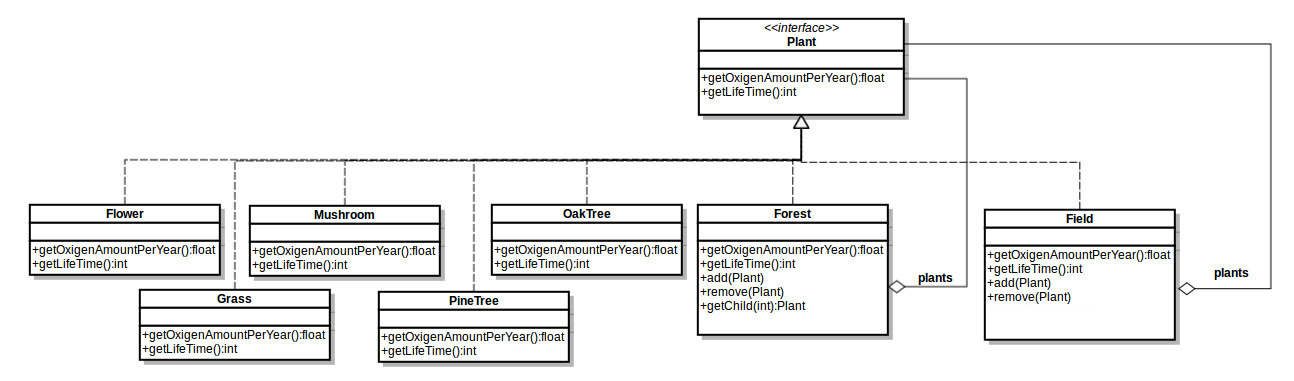 <<interface>>
Plant
+getOxigenAmountPerYear():float
+getLifeTime():int
Flower
+getOxigenAmountPerYear():float
+getLifeTime():int
Mushroom
+getOxigenAmountPerYear():float
+getLifeTime():int
OakTree
+getOxigenAmountPerYear():float
+getLifeTime():int
Forest
+getOxigenAmountPerYear():float
+getLifeTime():int
+add(Plant)
+remove(Plant)
+getChild(int):Plant
plants
Field
+getOxigenAmountPerYear():float
+getLifeTime():int
+add(Plant)
+remove(Plant)
plants
Grass
+getOxigenAmountPerYear():float
+getLifeTime():int
PineTree
+getOxigenAmountPerYear():float
+getLifeTime():int